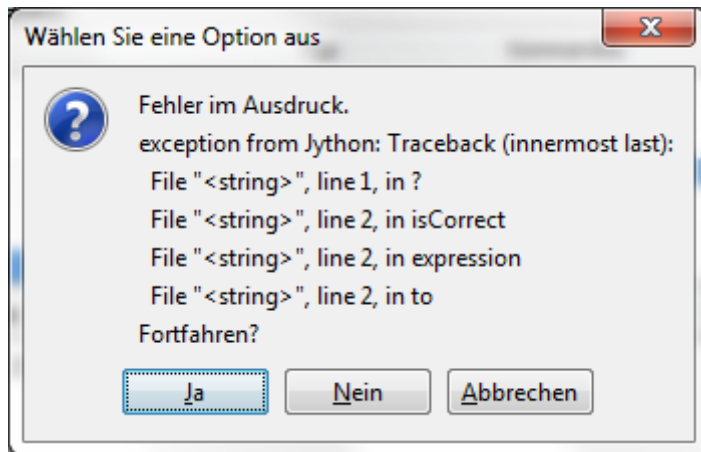 Wählen Sie eine Option aus
Fehler im Ausdruck.
exception from Jython: Traceback (innermost last):
File "<string>", line 1, in ?
File "<string>", line 2, in isCorrect
File "<string>", line 2, in expression
File "<string>", line 2, in to
Fortfahren?
Ja Nein Abbrechen